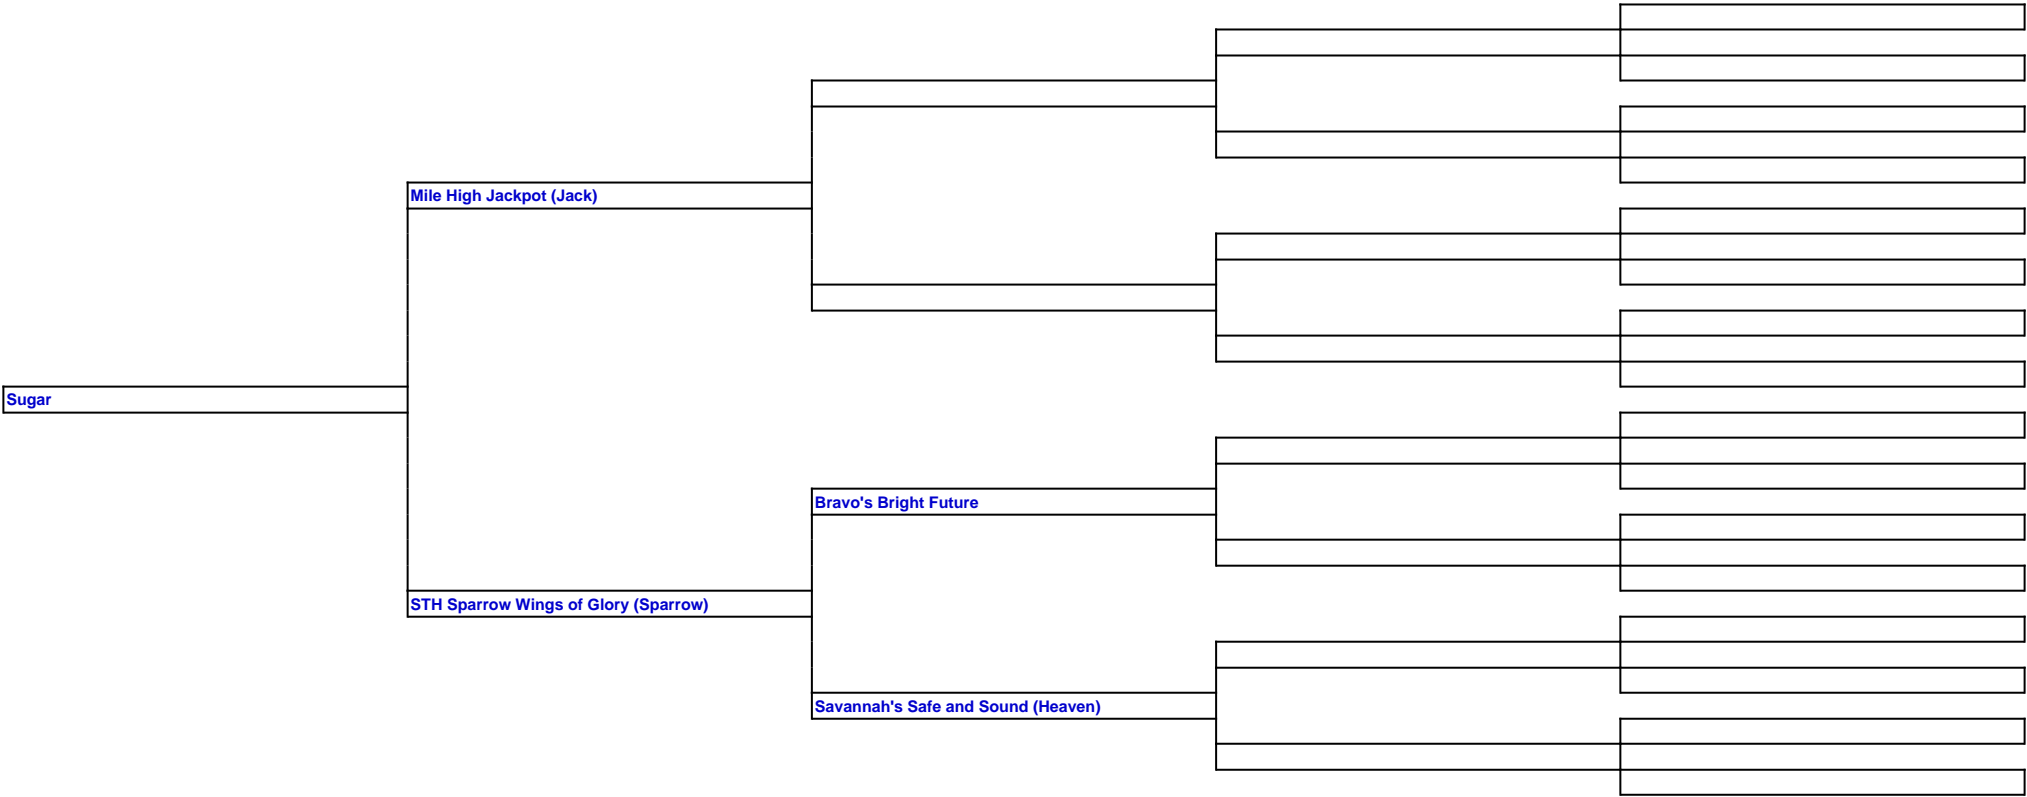 Mile High Jackpot (Jack)
Sugar
Bravo's Bright Future
STH Sparrow Wings of Glory (Sparrow)
Savannah's Safe and Sound (Heaven)